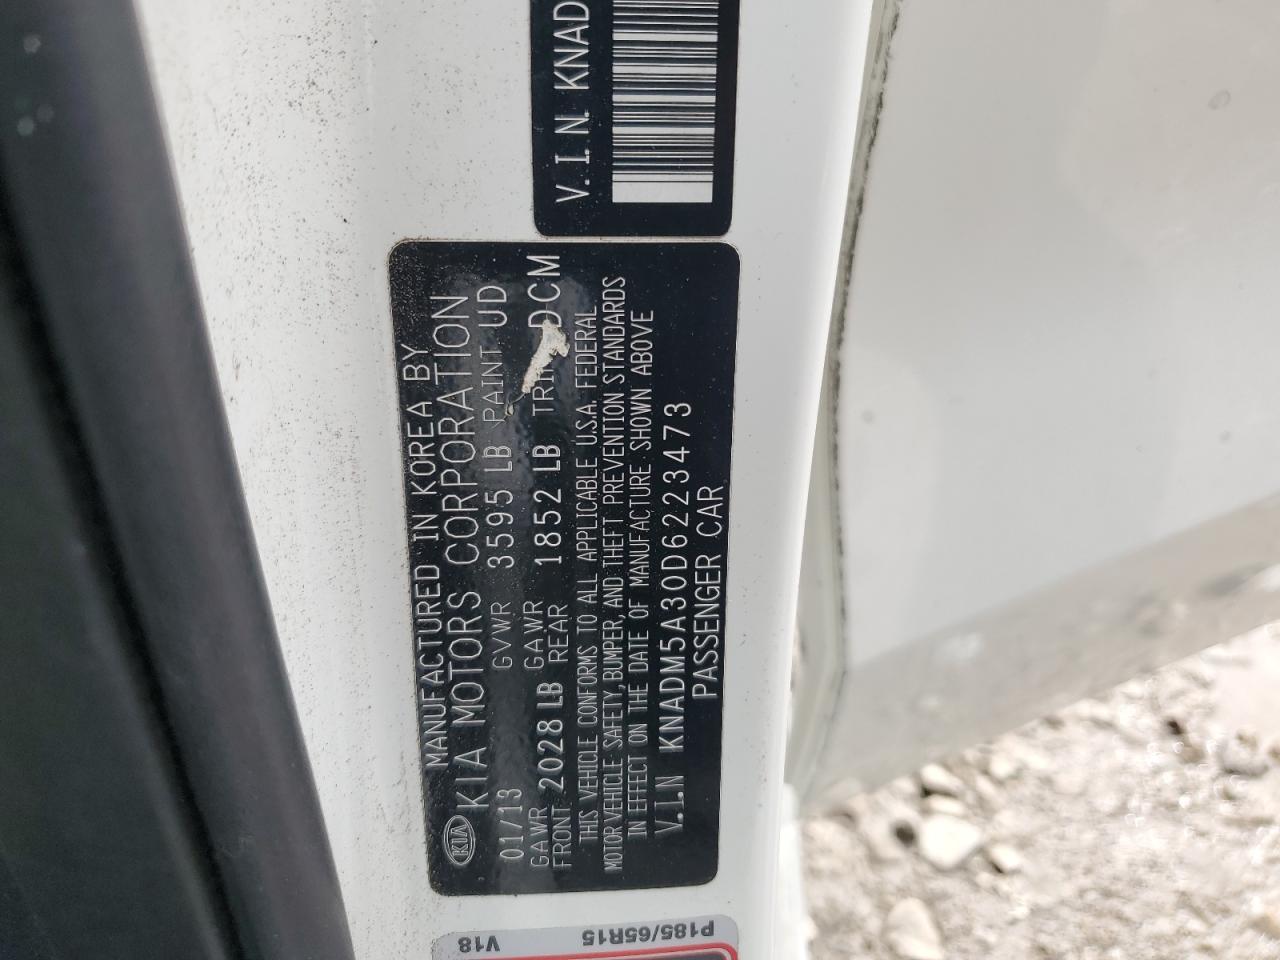 V.I.N. KNAD
MANUFACTURED IN KOREA BY
KIA KIA MOTORS CORPORATION
01/13 GVWR 3595 LB PAINT UD
GAWR FRONT 2028 LB GAWR REAR 1852 LB TRIM DCM
THIS VEHICLE CONFORMS TO ALL APPLICABLE U.S.A. FEDERAL
MOTOR VEHICLE SAFETY, BUMPER, AND THEFT PREVENTION STANDARDS
IN EFFECT ON THE DATE OF MANUFACTURE SHOWN ABOVE
V.I.N KNADM5A30D6223473
PASSENGER CAR
P185/65R15 V18